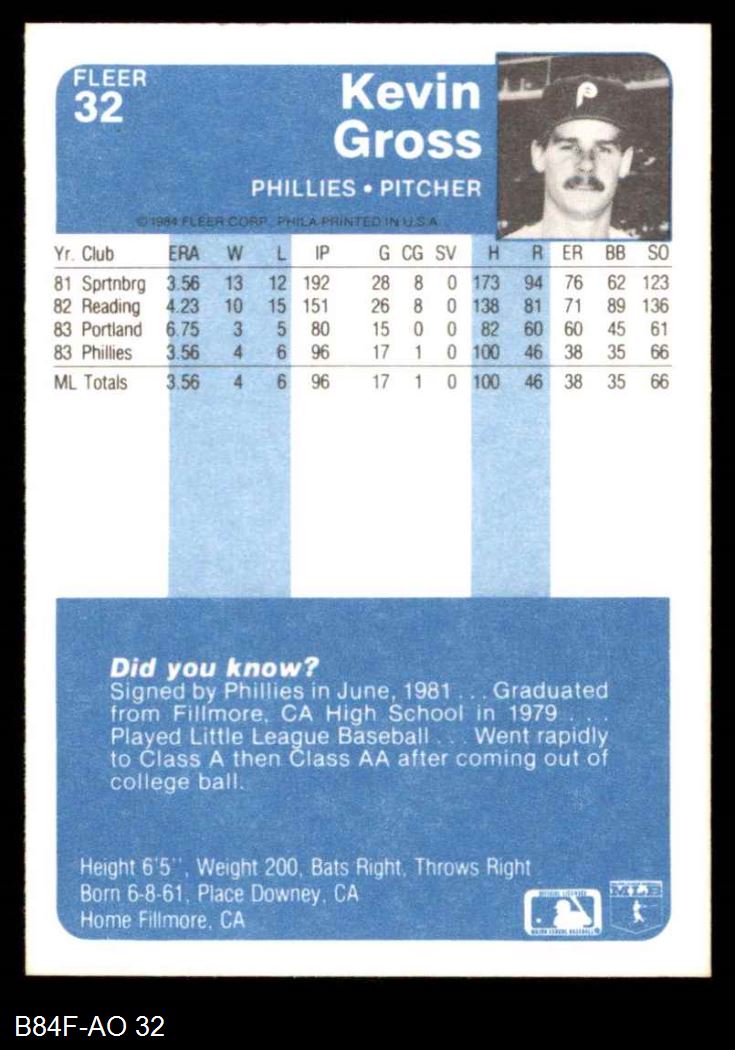 FLEER
32
Kevin
Gross
PHILLIES • PITCHER
© 1984 FLEER CORP. PHILA PRINTED IN U.S.A.
Yr. Club ERA W L IP G CG SV H R ER BB SO
81 Sprtnbrg 3.56 13 12 192 28 8 0 173 94 76 62 123
82 Reading 4.23 10 15 151 26 8 0 138 81 71 89 136
83 Portland 6.75 3 5 80 15 0 0 82 60 60 45 61
83 Phillies 3.56 4 6 96 17 1 0 100 46 38 35 66
ML Totals 3.56 4 6 96 17 1 0 100 46 38 35 66
Did you know?
Signed by Phillies in June, 1981 . . . Graduated
from Fillmore, CA High School in 1979 . . .
Played Little League Baseball . . . Went rapidly
to Class A then Class AA after coming out of
college ball.
Height 6'5'', Weight 200, Bats Right, Throws Right
Born 6-8-61, Place Downey, CA
Home Fillmore, CA
OFFICIAL LICENSEE
MAJOR LEAGUE BASEBALL
B84F-AO 32